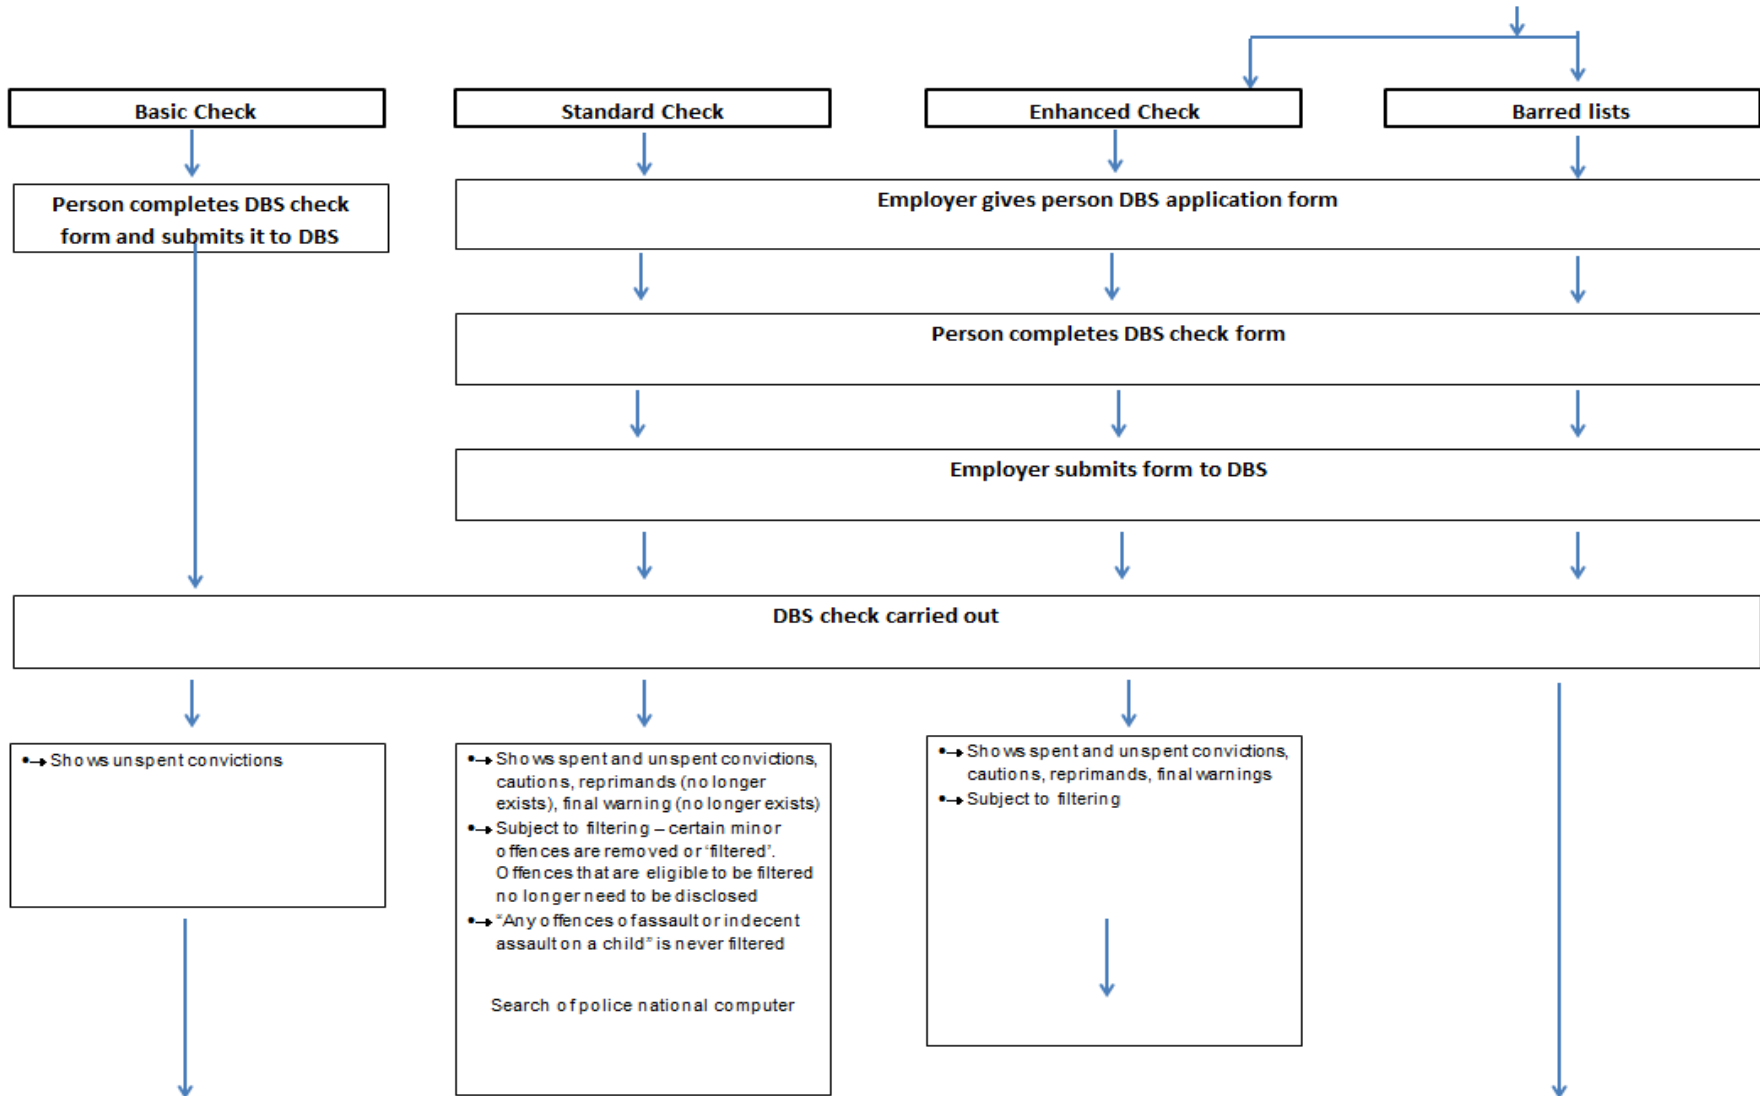 Basic Check
Standard Check
Enhanced Check
Barred lists
Person completes DBS check
form and submits it to DBS
Employer gives person DBS application form
Person completes DBS check form
Employer submits form to DBS
DBS check carried out
•→ Shows unspent convictions
•→ Shows spent and unspent convictions,
cautions, reprimands (no longer
exists), final warning (no longer exists)
•→ Subject to filtering – certain minor
offences are removed or ‘filtered’.
Offences that are eligible to be filtered
no longer need to be disclosed
•→ “Any offences of assault or indecent
assault on a child” is never filtered
Search of police national computer
•→ Shows spent and unspent convictions,
cautions, reprimands, final warnings
•→ Subject to filtering